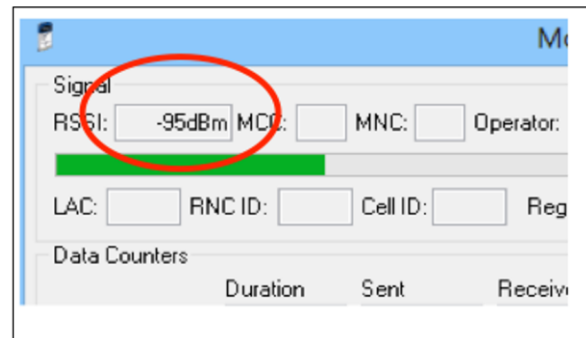 Mo
Signal
RSSI: -95dBm MCC: MNC: Operator:
LAC: RNC ID: Cell ID: Reg
Data Counters
Duration Sent Receive